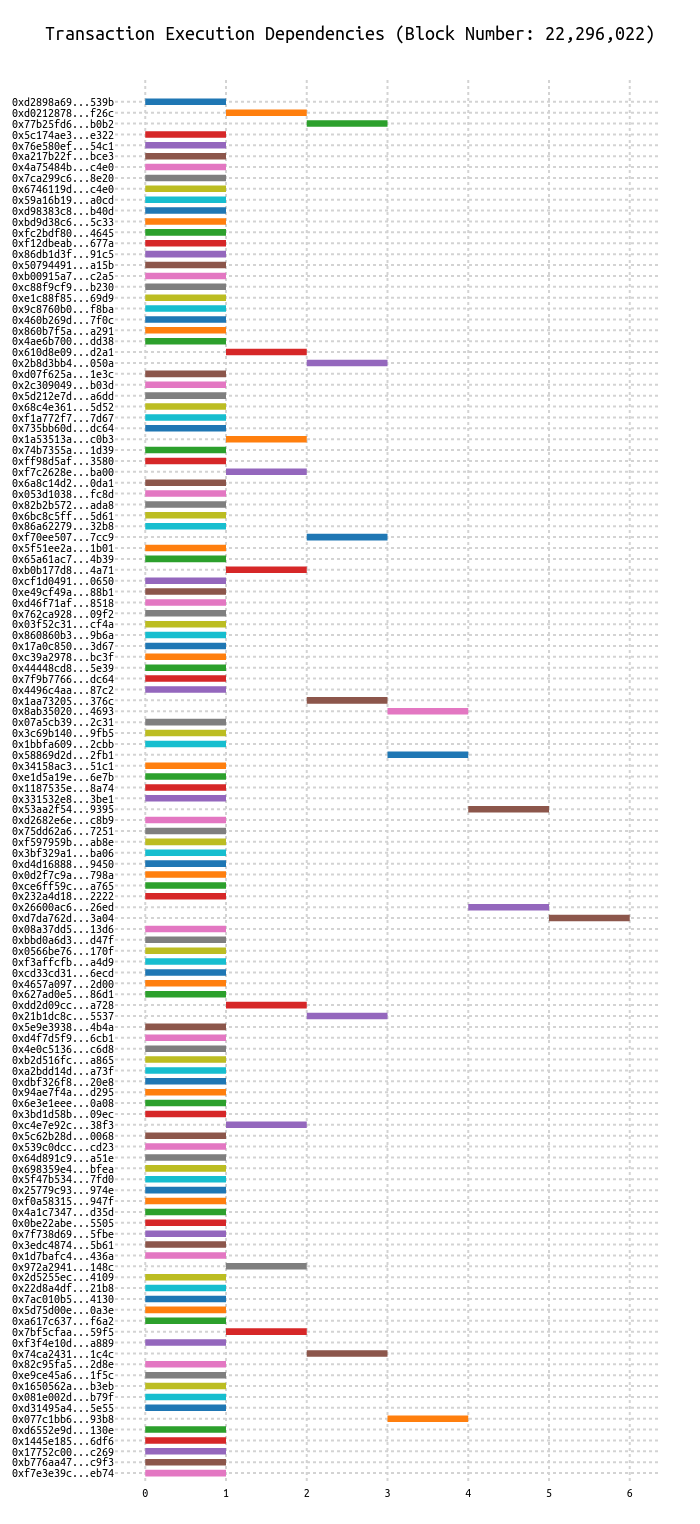 Transaction Execution Dependencies (Block Number: 22,296,022)
0xd2898a69...539b
0xd0212878...f26c
0x77b25fd6...b0b2
0x5c174ae3...e322
0x76e580ef...54c1
0xa217b22f...bce3
0x4a75484b...c4e0
0x7ca299c6...8e20
0x6746119d...c4e0
0x59a16b19...a0cd
0xd98383c8...b40d
0xbd9d38c6...5c33
0xfc2bdf80...4645
0xf12dbeab...677a
0x86db1d3f...91c5
0x50794491...a15b
0xb00915a7...c2a5
0xc88f9cf9...b230
0xe1c88f85...69d9
0x9c8760b0...f8ba
0x460b269d...7f0c
0x860b7f5a...a291
0x4ae6b700...dd38
0x610d8e09...d2a1
0x2b8d3bb4...050a
0xd07f625a...1e3c
0x2c309049...b03d
0x5d212e7d...a6dd
0x68c4e361...5d52
0xf1a772f7...7d67
0x735bb60d...dc64
0x1a53513a...c0b3
0x74b7355a...1d39
0xff98d5af...3580
0xf7c2628e...ba00
0x6a8c14d2...0da1
0x053d1038...fc8d
0x82b2b572...ada8
0x6bc8c5ff...5d61
0x86a62279...32b8
0xf70ee507...7cc9
0x5f51ee2a...1b01
0x65a61ac7...4b39
0xb0b177d8...4a71
0xcf1d0491...0650
0xe49cf49a...88b1
0xd46f71af...8518
0x762ca928...09f2
0x03f52c31...cf4a
0x860860b3...9b6a
0x17a0c850...3d67
0xc39a2978...bc3f
0x44448cd8...5e39
0x7f9b7766...dc64
0x4496c4aa...87c2
0x1aa73205...376c
0x8ab35020...4693
0x07a5cb39...2c31
0x3c69b140...9fb5
0x1bbfa609...2cbb
0x58869d2d...2fb1
0x34158ac3...51c1
0xe1d5a19e...6e7b
0x1187535e...8a74
0x331532e8...3be1
0x53aa2f54...9395
0xd2682e6e...c8b9
0x75dd62a6...7251
0xf597959b...ab8e
0x3bf329a1...ba06
0xd4d16888...9450
0x0d2f7c9a...798a
0xce6ff59c...a765
0x232a4d18...2222
0x26600ac6...26ed
0xd7da762d...3a04
0x08a37dd5...13d6
0xbbd0a6d3...d47f
0x0566be76...170f
0xf3affcfb...a4d9
0xcd33cd31...6ecd
0x4657a097...2d00
0x627ad0e5...86d1
0xdd2d09cc...a728
0x21b1dc8c...5537
0x5e9e3938...4b4a
0xd4f7d5f9...6cb1
0x4e0c5136...c6d8
0xb2d516fc...a865
0xa2bdd14d...a73f
0xdbf326f8...20e8
0x94ae7f4a...d295
0x6e3e1eee...0a08
0x3bd1d58b...09ec
0xc4e7e92c...38f3
0x5c62b28d...0068
0x539c0dcc...cd23
0x64d891c9...a51e
0x698359e4...bfea
0x5f47b534...7fd0
0x25779c93...974e
0xf0a58315...947f
0x4a1c7347...d35d
0x0be22abe...5505
0x7f738d69...5fbe
0x3edc4874...5b61
0x1d7bafc4...436a
0x972a2941...148c
0x2d5255ec...4109
0x22d8a4df...21b8
0x7ac010b5...4130
0x5d75d00e...0a3e
0xa617c637...f6a2
0x7bf5cfaa...59f5
0xf3f4e10d...a889
0x74ca2431...1c4c
0x82c95fa5...2d8e
0xe9ce45a6...1f5c
0x1650562a...b3eb
0x081e002d...b79f
0xd31495a4...5e55
0x077c1bb6...93b8
0xd6552e9d...130e
0x1445e185...6df6
0x17752c00...c269
0xb776aa47...c9f3
0xf7e3e39c...eb74
0 1 2 3 4 5 6